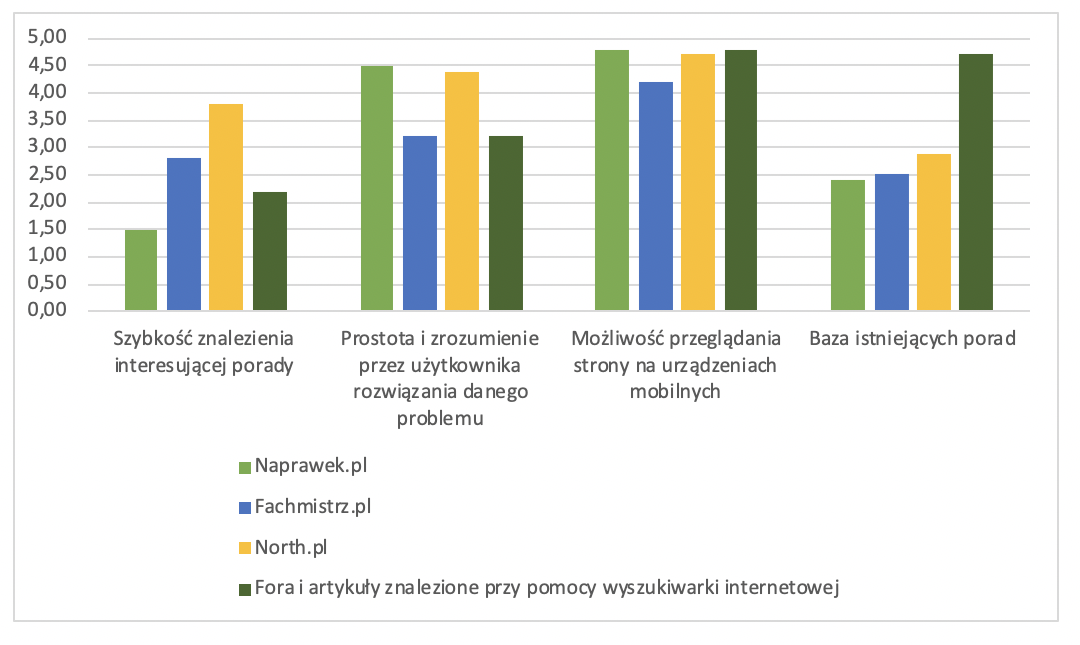 5,00
4,50
4,00
3,50
3,00
2,50
2,00
1,50
1,00
0,50
0,00
Szybkość znalezienia
interesującej porady
Prostota i zrozumienie
przez użytkownika
rozwiązania danego
problemu
Możliwość przeglądania
strony na urządzeniach
mobilnych
Baza istniejących porad
Naprawek.pl
Fachmistrz.pl
North.pl
Fora i artykuły znalezione przy pomocy wyszukiwarki internetowej